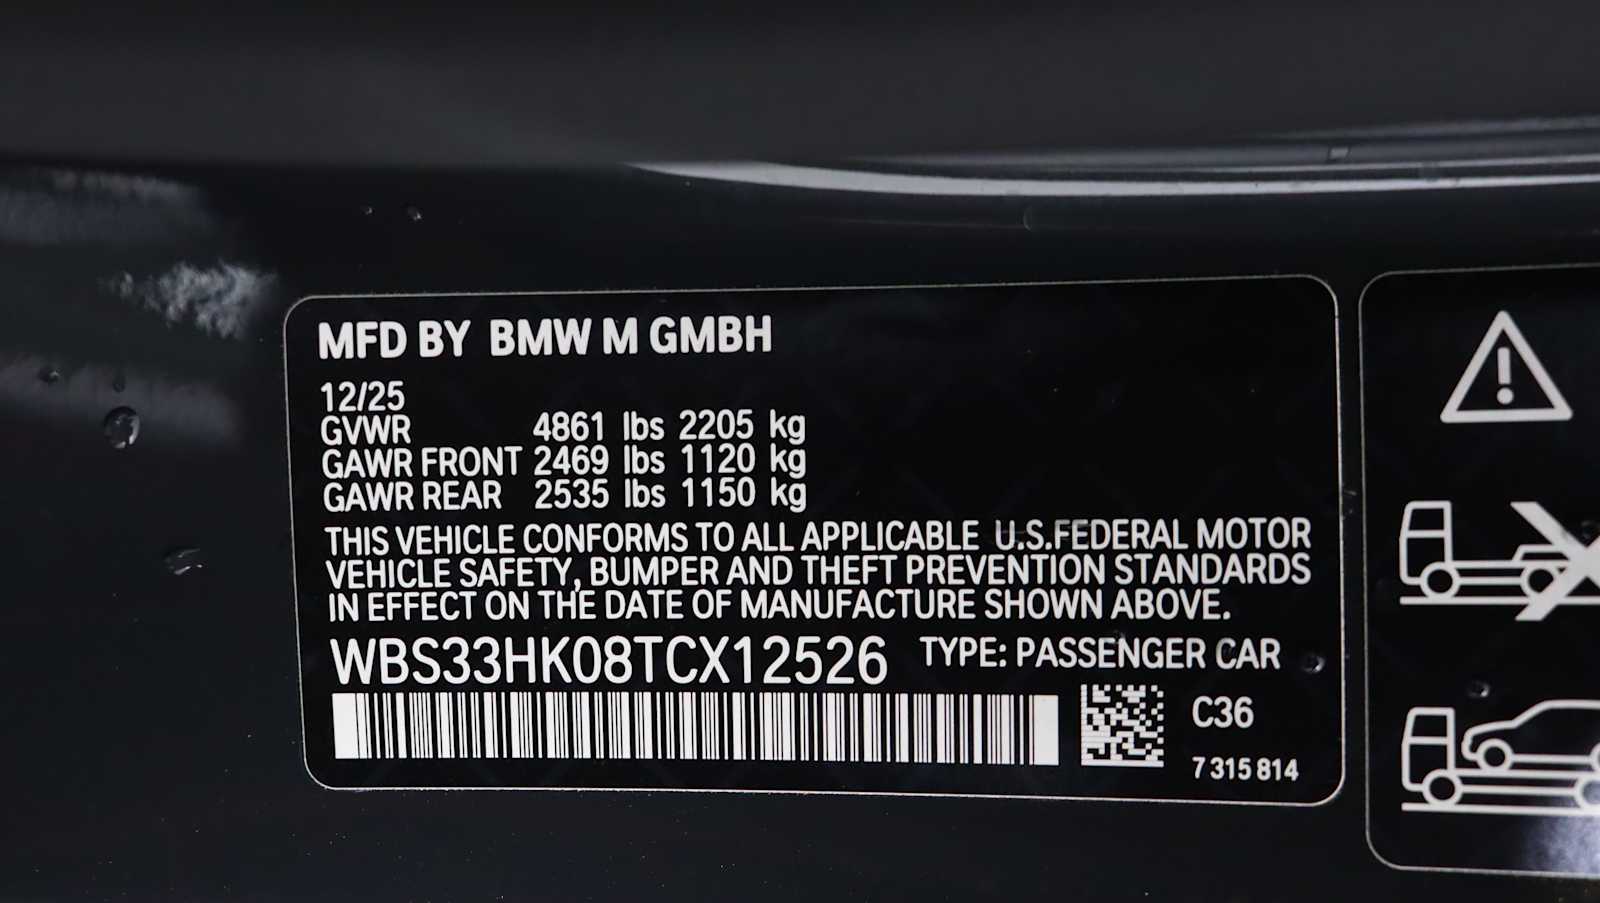 MFD BY BMW M GMBH
12/25
GVWR 4861 lbs 2205 kg
GAWR FRONT 2469 lbs 1120 kg
GAWR REAR 2535 lbs 1150 kg
THIS VEHICLE CONFORMS TO ALL APPLICABLE U.S.FEDERAL MOTOR
VEHICLE SAFETY, BUMPER AND THEFT PREVENTION STANDARDS
IN EFFECT ON THE DATE OF MANUFACTURE SHOWN ABOVE.
WBS33HK08TCX12526 TYPE: PASSENGER CAR
C36
7 315 814